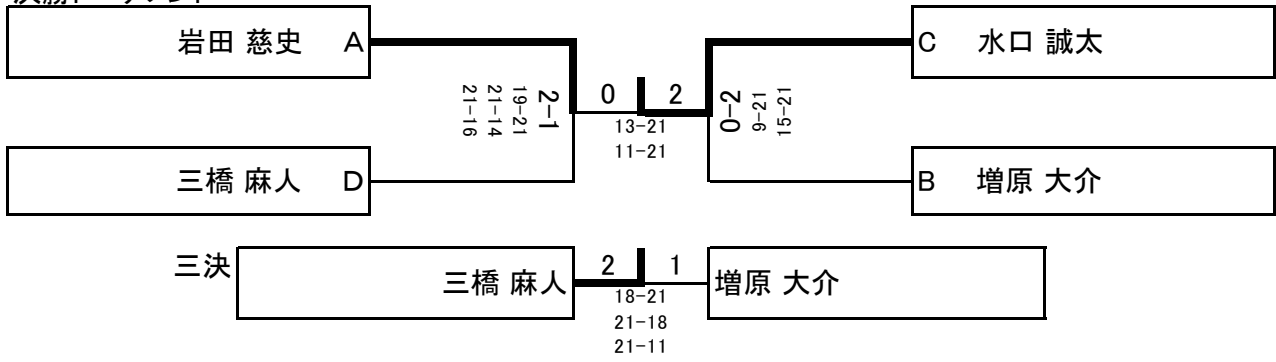 岩田 慈史 A
C 水口 誠太
2-1
19-21
21-14
21-16
0 2
13-21
11-21
0-2
9-21
15-21
三橋 麻人 D
B 増原 大介
三決
三橋 麻人
2 1
増原 大介
18-21
21-18
21-11